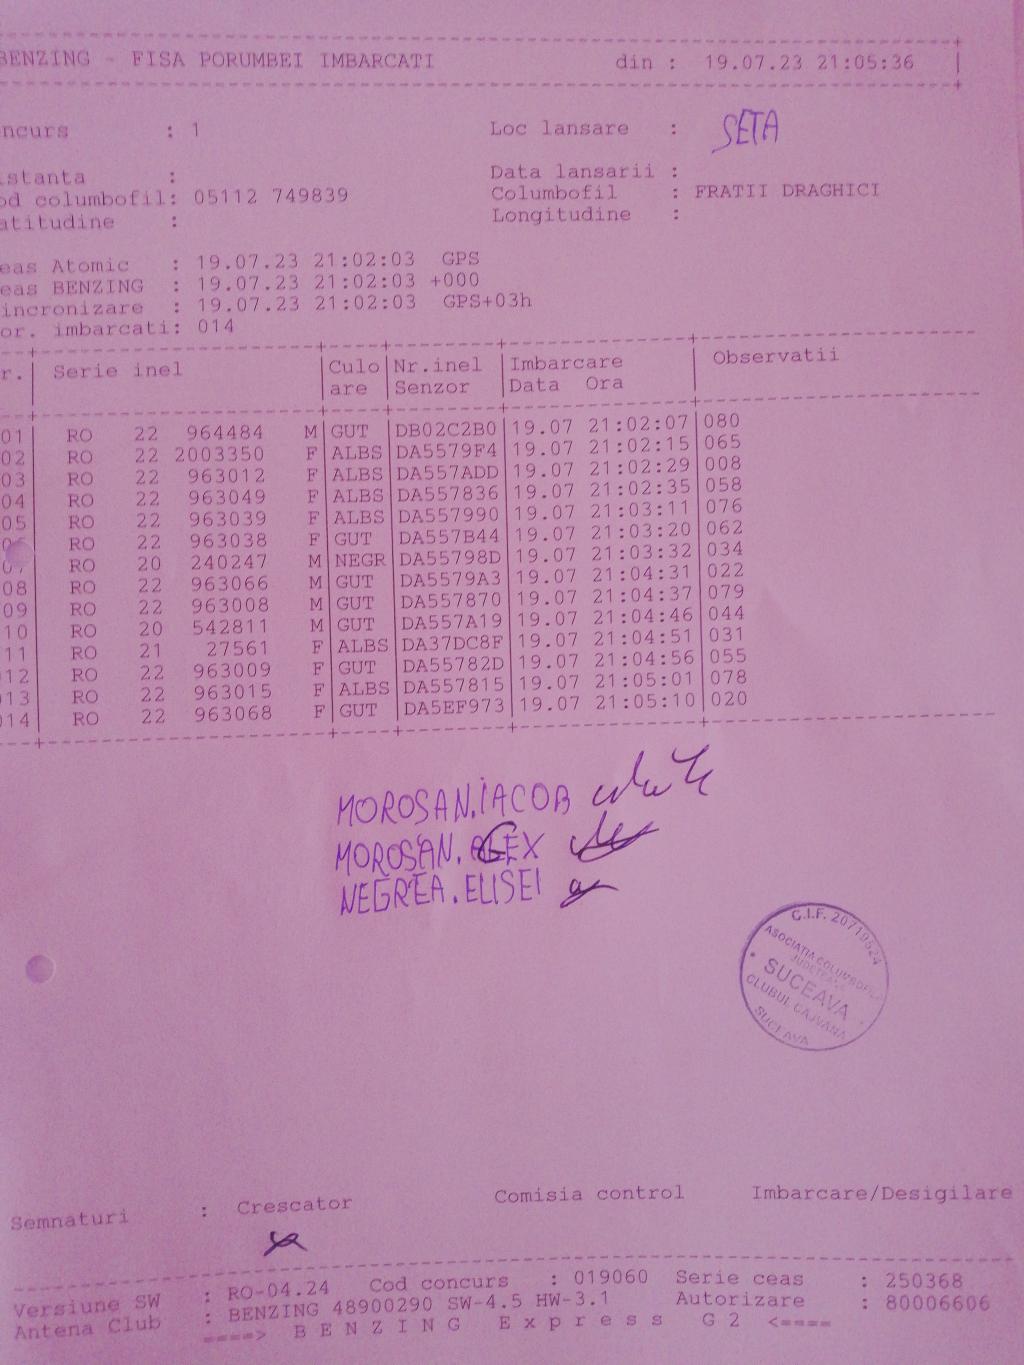 BENZING - FISA PORUMBEI IMBARCATI din : 19.07.23 21:05:36
ncurs : 1 Loc lansare : SETA
istanta : Data lansarii :
od columbofil: 05112 749839 Columbofil : FRATII DRAGHICI
atitudine : Longitudine :
eas Atomic : 19.07.23 21:02:03 GPS
eas BENZING : 19.07.23 21:02:03 +000
incronizare : 19.07.23 21:02:03 GPS+03h
or. imbarcati: 014
r.| Serie inel |Culo|Nr.inel |Imbarcare | Observatii
|are |Senzor |Data Ora |
01| RO 22 964484 M|GUT |DB02C2B0|19.07 21:02:07|080
02| RO 22 2003350 F|ALBS|DA5579F4|19.07 21:02:15|065
03| RO 22 963012 F|ALBS|DA557ADD|19.07 21:02:29|008
04| RO 22 963049 F|ALBS|DA557836|19.07 21:02:35|058
05| RO 22 963039 F|ALBS|DA557990|19.07 21:03:11|076
06| RO 22 963038 F|GUT |DA557B44|19.07 21:03:20|062
07| RO 20 240247 M|NEGR|DA55798D|19.07 21:03:32|034
08| RO 22 963066 M|GUT |DA5579A3|19.07 21:04:31|022
09| RO 22 963008 M|GUT |DA557870|19.07 21:04:37|079
10| RO 20 542811 M|GUT |DA557A19|19.07 21:04:46|044
11| RO 21 27561 F|ALBS|DA37DC8F|19.07 21:04:51|031
012| RO 22 963009 F|GUT |DA55782D|19.07 21:04:56|055
013| RO 22 963015 F|ALBS|DA557815|19.07 21:05:01|078
014| RO 22 963068 F|GUT |DA5EF973|19.07 21:05:10|020
MOROSAN.IACOB
MOROSAN.ALEX
NEGREA.ELISEI
C.I.F. 20719524
ASOCIATIA COLUMBOFILA
JUDETEANA
SUCEAVA
CLUBUL CAJVANA
SUCEAVA
Semnaturi : Crescator Comisia control Imbarcare/Desigilare
Versiune SW : RO-04.24 Cod concurs : 019060 Serie ceas : 250368
Antena Club : BENZING 48900290 SW-4.5 HW-3.1 Autorizare : 80006606
====> B E N Z I N G E x p r e s s G 2 <====